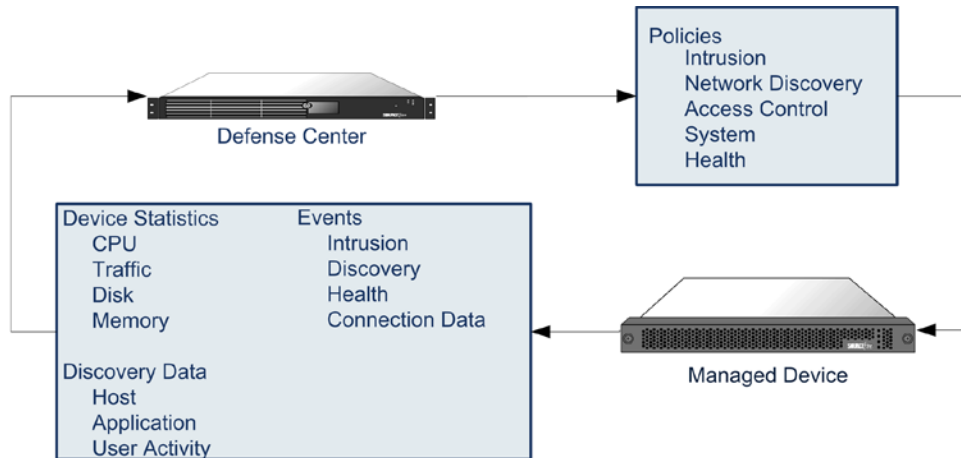 Policies
Intrusion
Network Discovery
Access Control
System
Health
Defense Center
Device Statistics
CPU
Traffic
Disk
Memory
Discovery Data
Host
Application
User Activity
Events
Intrusion
Discovery
Health
Connection Data
Managed Device